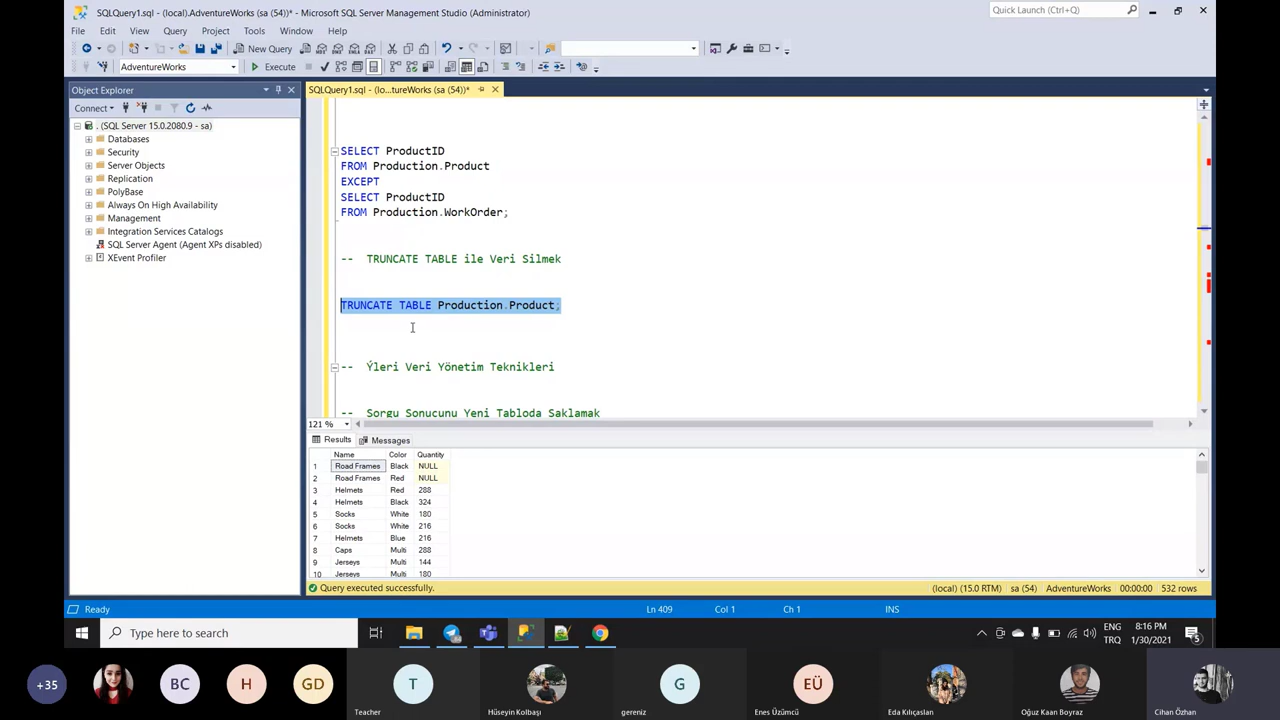 SQLQuery1.sql - (local).AdventureWorks (sa (54))* - Microsoft SQL Server Management Studio (Administrator)
Quick Launch (Ctrl+Q)
File Edit View Query Project Tools Window Help
New Query
AdventureWorks
Execute
Object Explorer
SQLQuery1.sql - (lo...tureWorks (sa (54))*
Connect
. (SQL Server 15.0.2080.9 - sa)
Databases
Security
Server Objects
Replication
PolyBase
Always On High Availability
Management
Integration Services Catalogs
SQL Server Agent (Agent XPs disabled)
XEvent Profiler
SELECT ProductID
FROM Production.Product
EXCEPT
SELECT ProductID
FROM Production.WorkOrder;
-- TRUNCATE TABLE ile Veri Silmek
TRUNCATE TABLE Production.Product;
-- Ýleri Veri Yönetim Teknikleri
-- Sorgu Sonucunu Yeni Tabloda Saklamak
121 %
Results Messages
Name Color Quantity
1 Road Frames Black NULL
2 Road Frames Red NULL
3 Helmets Red 288
4 Helmets Black 324
5 Socks White 180
6 Socks White 216
7 Helmets Blue 216
8 Caps Multi 288
9 Jerseys Multi 144
10 Jerseys Multi 180
Query executed successfully.
(local) (15.0 RTM) sa (54) AdventureWorks 00:00:00 532 rows
Ready
Ln 409 Col 1 Ch 1 INS
Type here to search
ENG 8:16 PM
TRQ 1/30/2021
5
+35 BC H GD T G EÜ
Teacher Hüseyin Kolbaşı gereniz Enes Üzümcü Eda Kılıçaslan Oğuz Kaan Boyraz Cihan Özhan